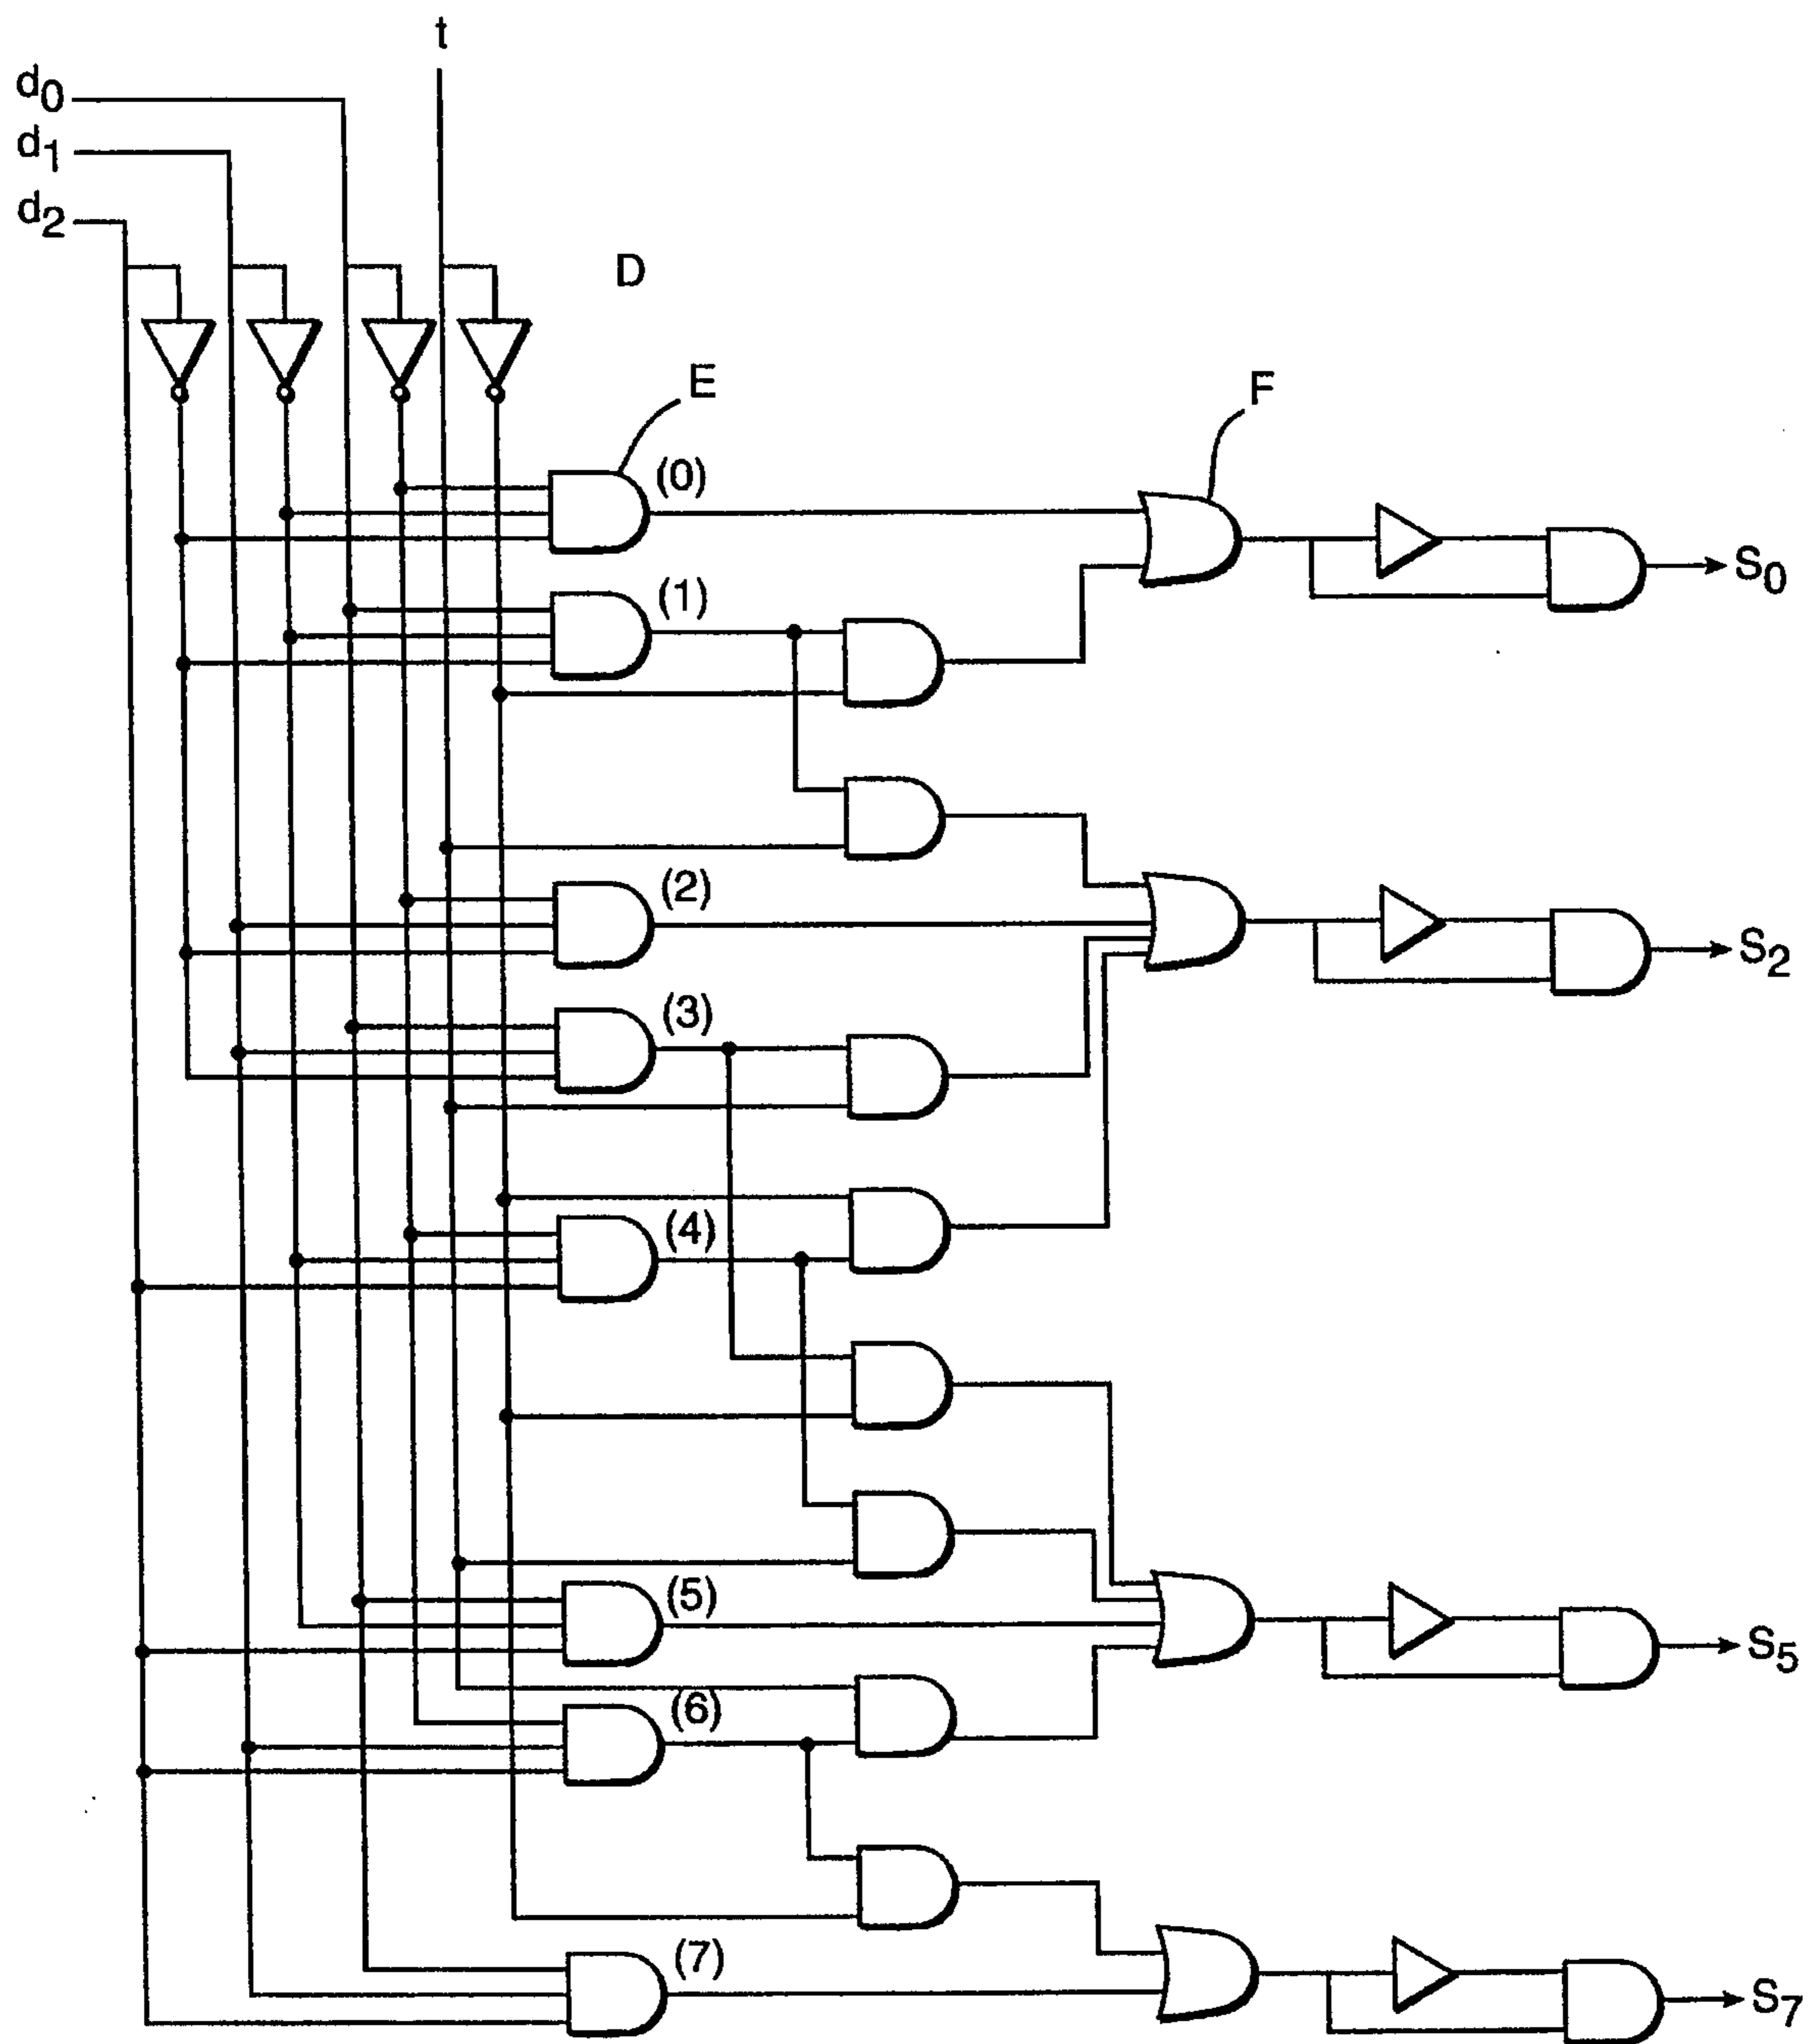 t
d0
d1
d2
D
E
F
(0)
S0
(1)
(2)
S2
(3)
(4)
(5)
S5
(6)
(7)
S7